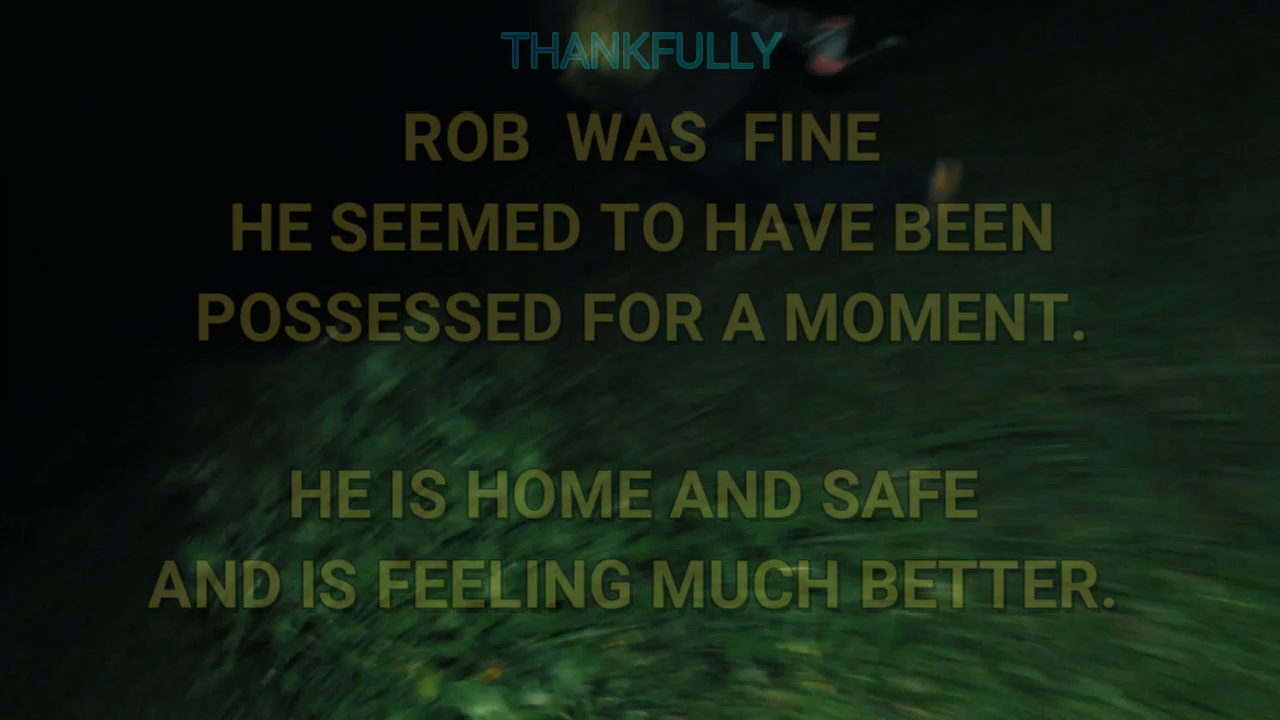 THANKFULLY
ROB WAS FINE
HE SEEMED TO HAVE BEEN
POSSESSED FOR A MOMENT.
HE IS HOME AND SAFE
AND IS FEELING MUCH BETTER.